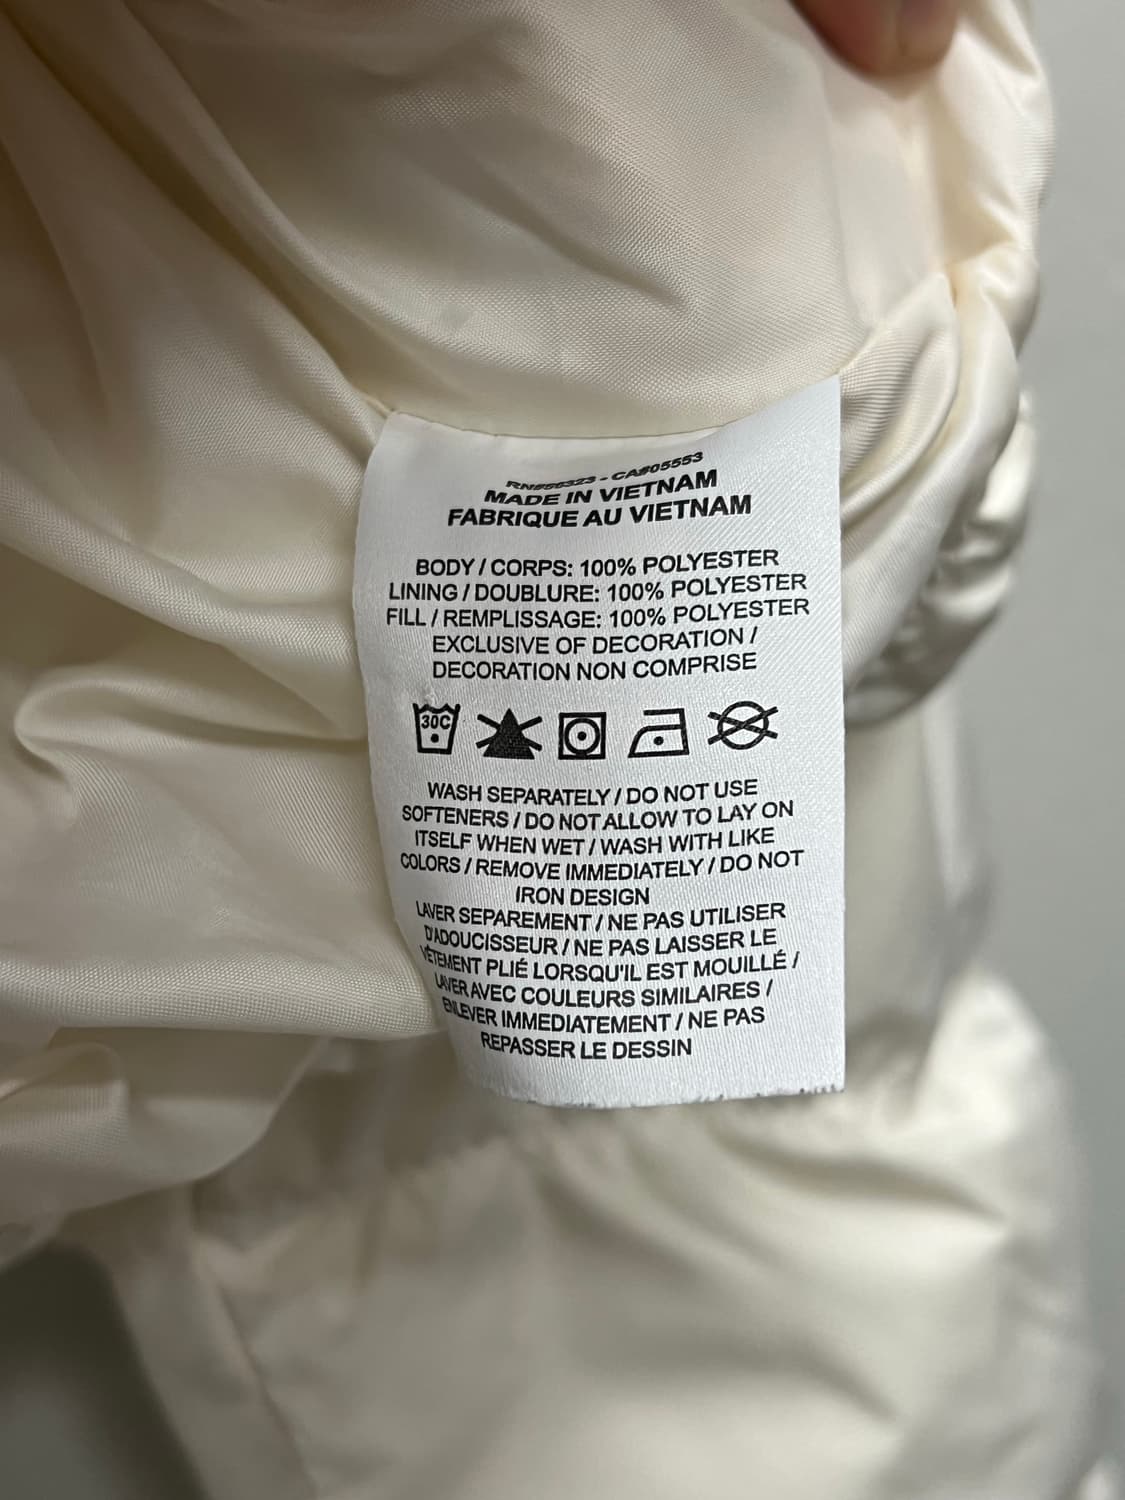 CA#05553
MADE IN VIETNAM
FABRIQUE AU VIETNAM
BODY / CORPS: 100% POLYESTER
LINING / DOUBLURE: 100% POLYESTER
FILL / REMPLISSAGE: 100% POLYESTER
EXCLUSIVE OF DECORATION /
DECORATION NON COMPRISE
30C
WASH SEPARATELY / DO NOT USE
SOFTENERS / DO NOT ALLOW TO LAY ON
ITSELF WHEN WET / WASH WITH LIKE
COLORS / REMOVE IMMEDIATELY / DO NOT
IRON DESIGN
LAVER SEPAREMENT / NE PAS UTILISER
D'ADOUCISSEUR / NE PAS LAISSER LE
VÊTEMENT PLIÉ LORSQU'IL EST MOUILLÉ /
LAVER AVEC COULEURS SIMILAIRES /
ENLEVER IMMEDIATEMENT / NE PAS
REPASSER LE DESSIN